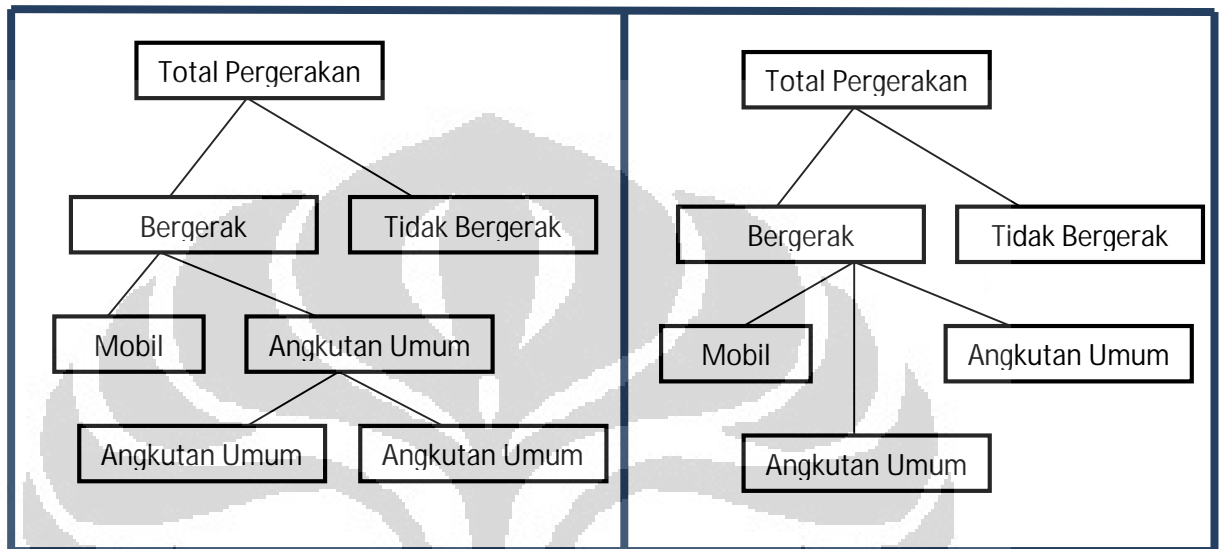 Total Pergerakan
Bergerak
Tidak Bergerak
Mobil
Angkutan Umum
Angkutan Umum
Angkutan Umum
Total Pergerakan
Bergerak
Tidak Bergerak
Mobil
Angkutan Umum
Angkutan Umum